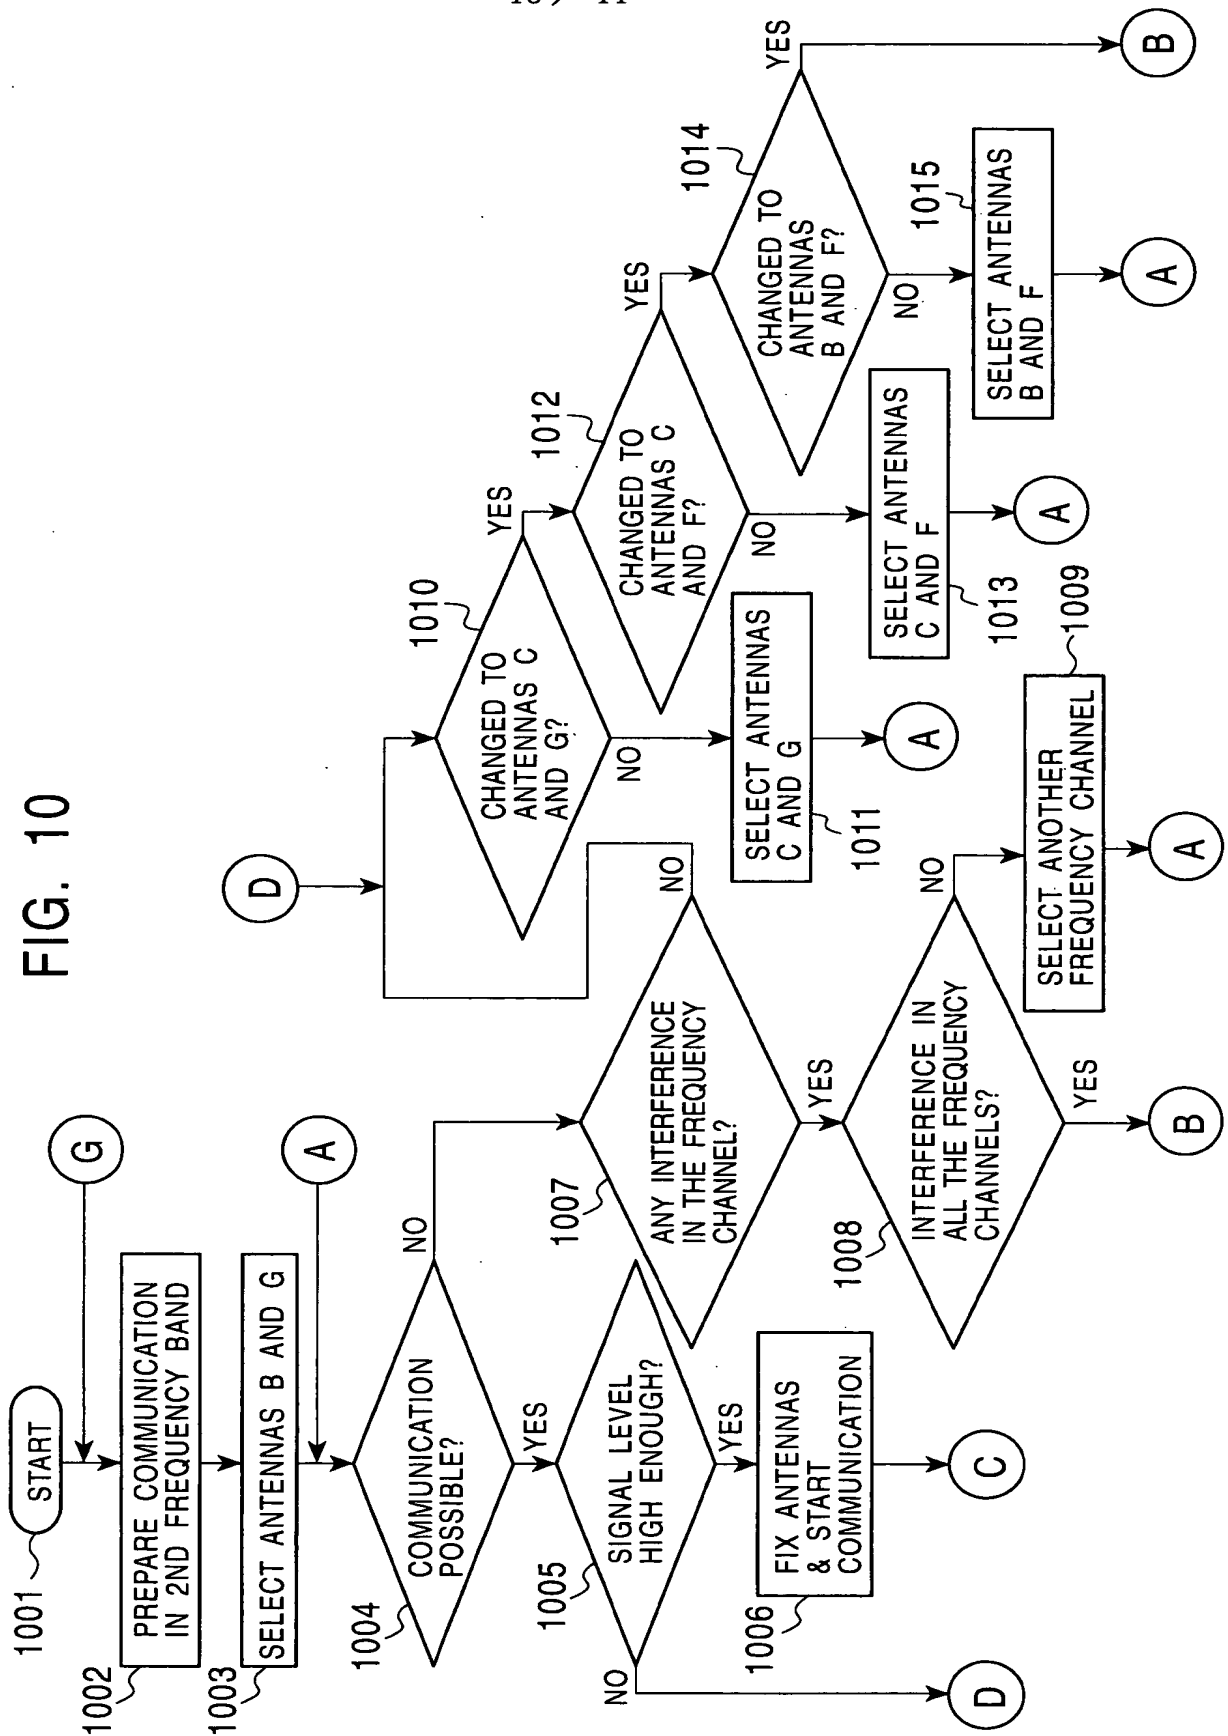 FIG. 10
1001
START
G
1002
PREPARE COMMUNICATION
IN 2ND FREQUENCY BAND
1003
SELECT ANTENNAS B AND G
A
1004
COMMUNICATION
POSSIBLE?
NO
YES
1005
SIGNAL LEVEL
HIGH ENOUGH?
NO
YES
1006
FIX ANTENNAS
& START
COMMUNICATION
D
C
1007
ANY INTERFERENCE
IN THE FREQUENCY
CHANNEL?
NO
YES
1008
INTERFERENCE IN
ALL THE FREQUENCY
CHANNELS?
NO
YES
B
1009
SELECT ANOTHER
FREQUENCY CHANNEL
A
D
1010
CHANGED TO
ANTENNAS C
AND G?
YES
NO
SELECT ANTENNAS
C AND G
1011
A
1012
CHANGED TO
ANTENNAS C
AND F?
YES
NO
SELECT ANTENNAS
C AND F
1013
A
1014
CHANGED TO
ANTENNAS
B AND F?
YES
NO
1015
SELECT ANTENNAS
B AND F
A
B